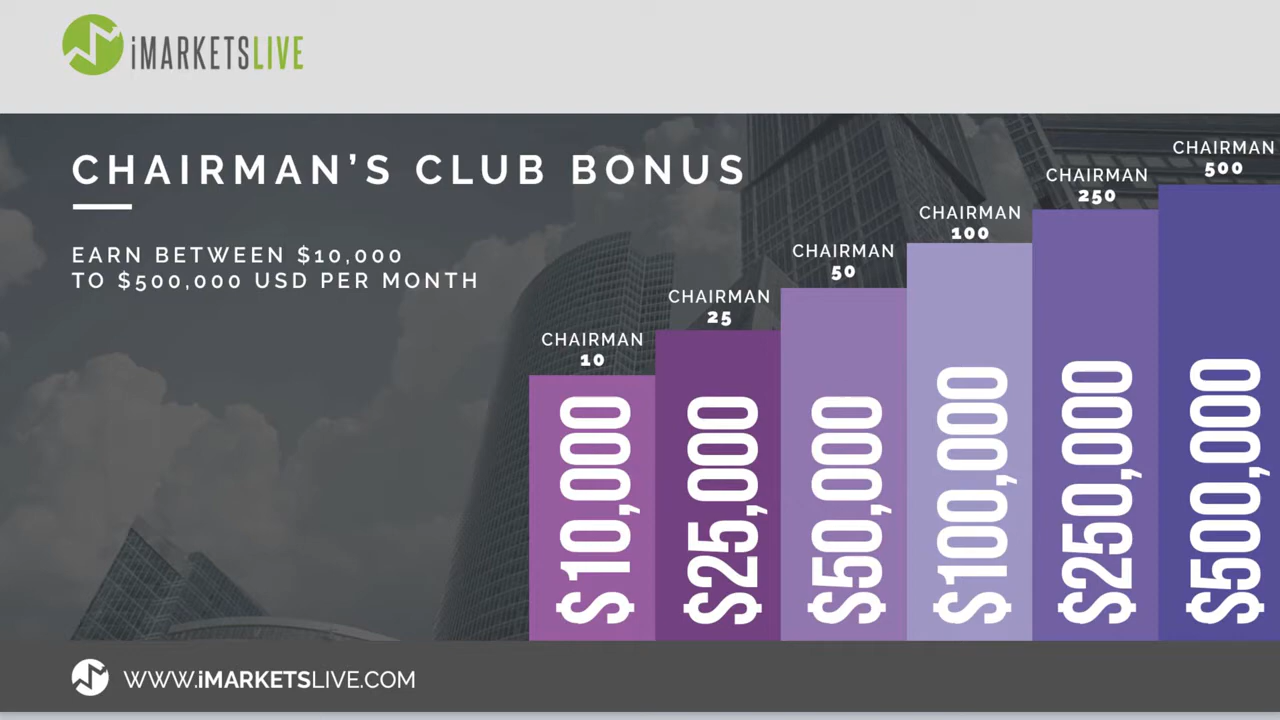 iMARKETSLIVE
CHAIRMAN'S CLUB BONUS
EARN BETWEEN $10,000
TO $500,000 USD PER MONTH
CHAIRMAN
10
$10,000
CHAIRMAN
25
$25,000
CHAIRMAN
50
$50,000
CHAIRMAN
100
$100,000
CHAIRMAN
250
$250,000
CHAIRMAN
500
$500,000
WWW.iMARKETSLIVE.COM